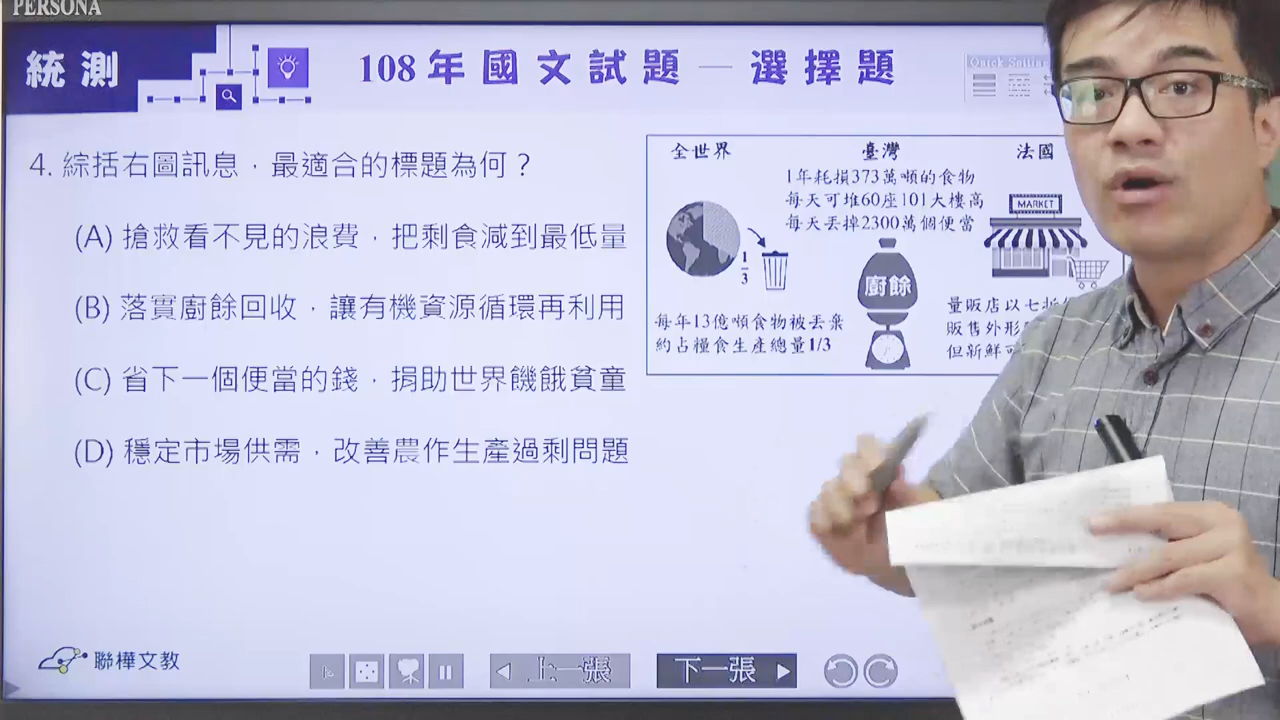 PERSONA
統測
108年國文試題—選擇題
4. 綜括右圖訊息，最適合的標題為何？
(A) 搶救看不見的浪費，把剩食減到最低量
(B) 落實廚餘回收，讓有機資源循環再利用
(C) 省下一個便當的錢，捐助世界饑餓貧童
(D) 穩定市場供需，改善農作生產過剩問題
全世界
1/3
每年13億噸食物被丟棄
約占糧食生產總量1/3
臺灣
1年耗損373萬噸的食物
每天可堆60座101大樓高
每天丟掉2300萬個便當
廚餘
法國
MARKET
量販店以七折
販售外形
但新鮮可
聯樺文教
上一張
下一張